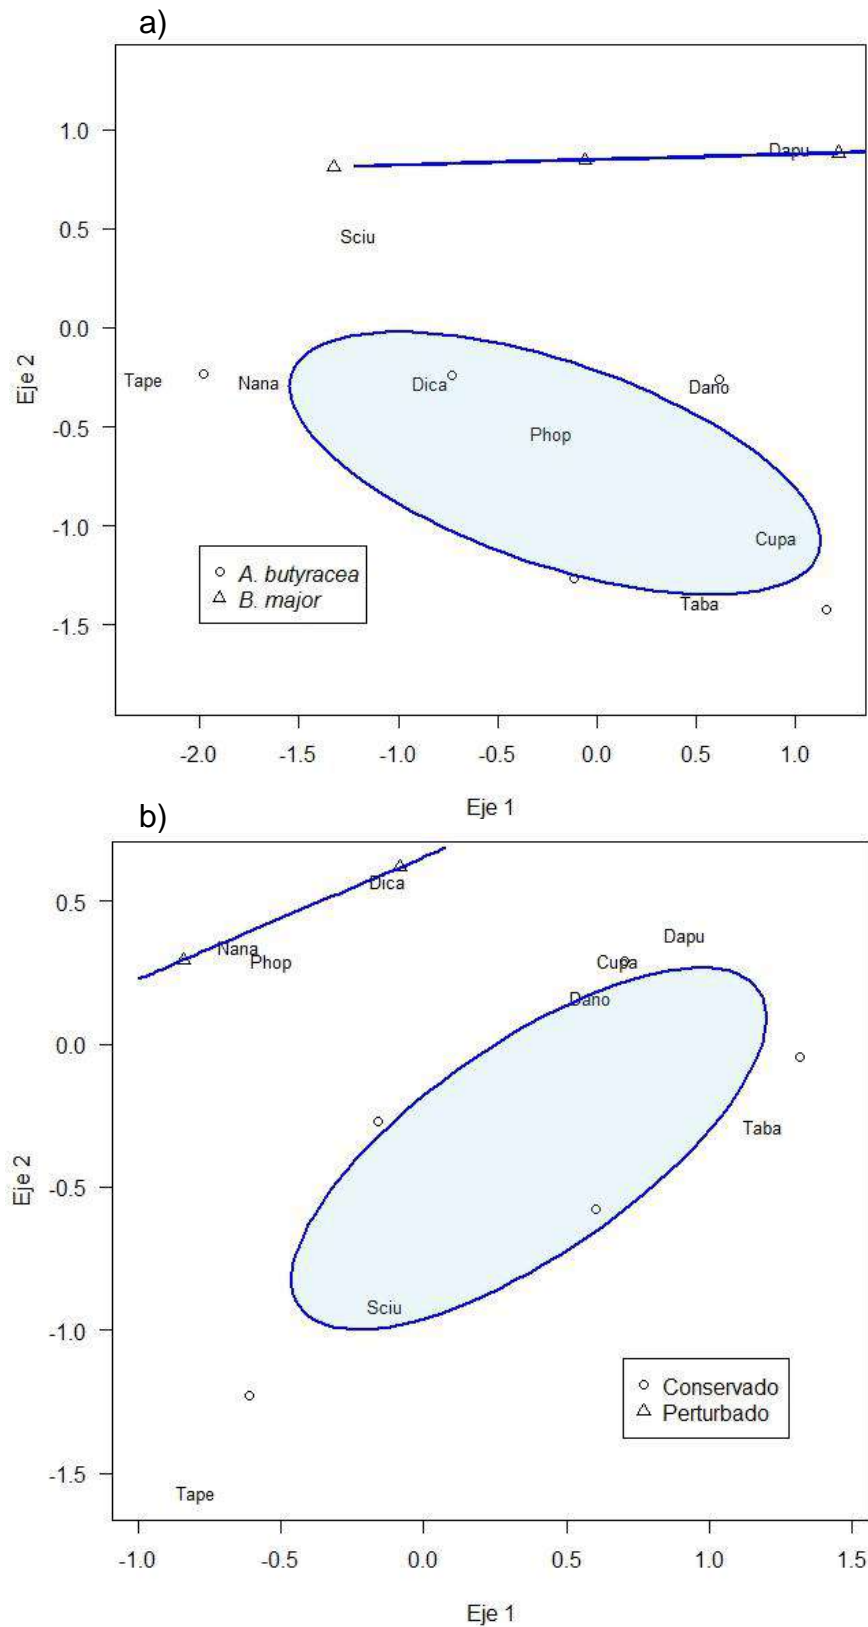 a)
1.0
Dapu
0.5
Sciu
0.0
Eje 2
Tape
Nana
Dica
Dano
-0.5
Phop
-1.0
Cupa
A. butyracea
B. major
Taba
-1.5
-2.0 -1.5 -1.0 -0.5 0.0 0.5 1.0
Eje 1
b)
0.5
Dica
Nana
Phop
Dapu
Cupa
Dano
0.0
Taba
Eje 2
-0.5
Sciu
-1.0
Conservado
Perturbado
-1.5
Tape
-1.0 -0.5 0.0 0.5 1.0 1.5
Eje 1